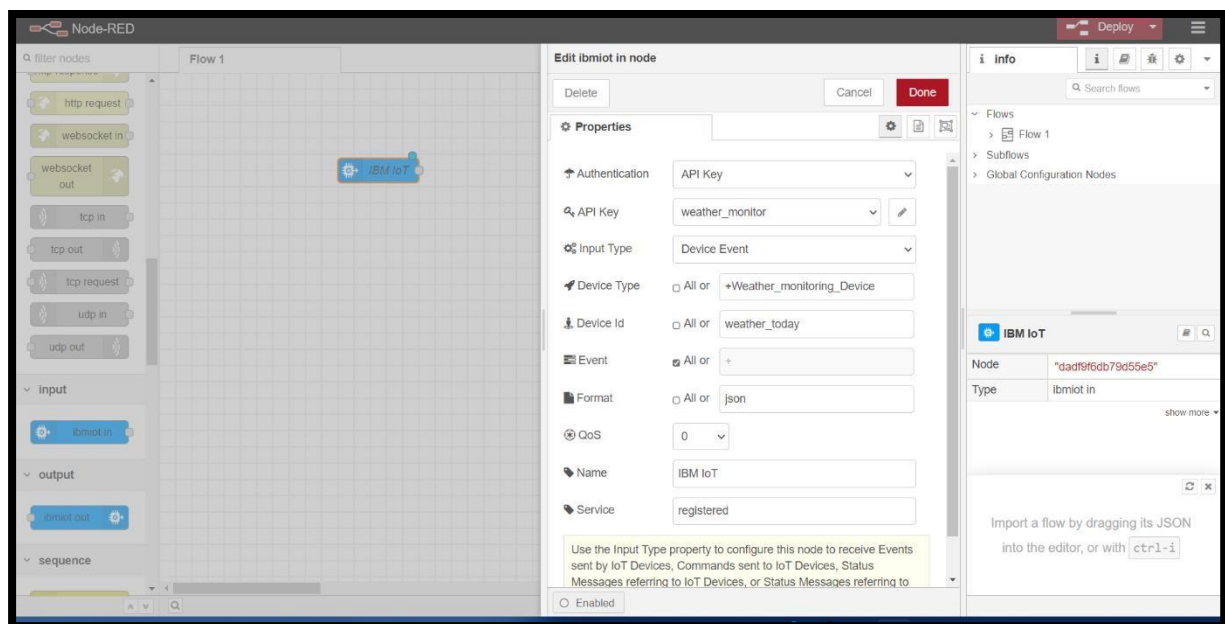 Node-RED
Deploy
filter nodes
http request
websocket in
websocket
out
tcp in
tcp out
tcp request
udp in
udp out
input
ibmiot in
output
ibmiot out
sequence
Flow 1
IBM IoT
Edit ibmiot in node
Delete
Cancel
Done
Properties
Authentication
API Key
API Key
weather_monitor
Input Type
Device Event
Device Type
All or
+Weather_monitoring_Device
Device Id
All or
weather_today
Event
All or
+
Format
All or
json
QoS
0
Name
IBM IoT
Service
registered
Use the Input Type property to configure this node to receive Events
sent by IoT Devices, Commands sent to IoT Devices, Status
Messages referring to IoT Devices, or Status Messages referring to
Enabled
i info
i
Search flows
Flows
Flow 1
Subflows
Global Configuration Nodes
IBM IoT
Node
"dadf9f6db79d55e5"
Type
ibmiot in
show more
Import a flow by dragging its JSON
into the editor, or with ctrl-i